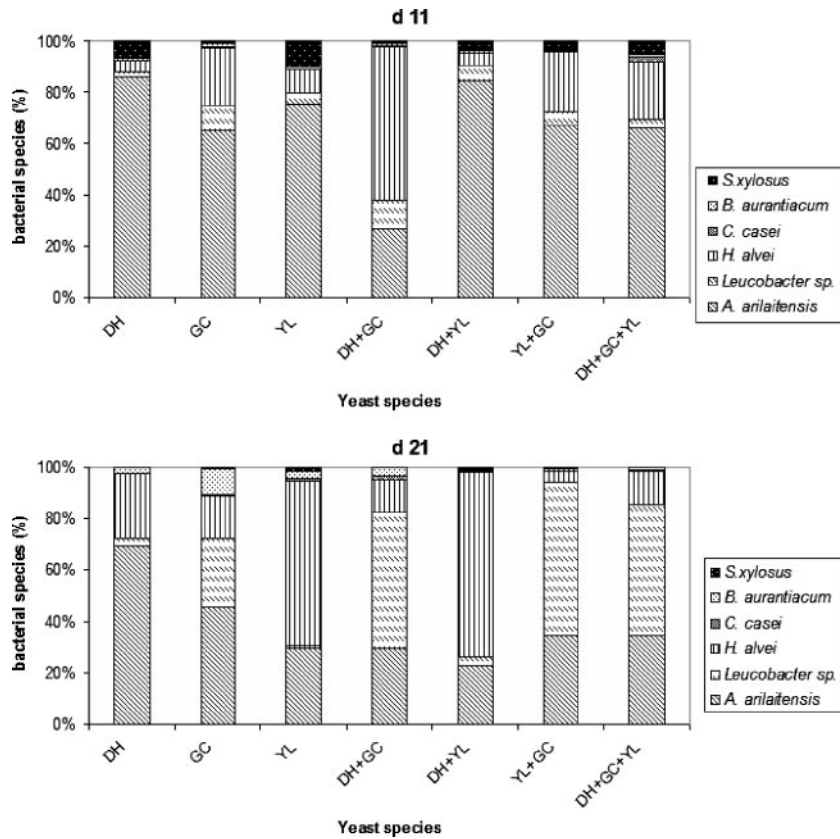 d 11
bacterial species (%)
100%
80%
60%
40%
20%
0%
DH
GC
YL
DH+GC
DH+YL
YL+GC
DH+GC+YL
Yeast species
S.xylosus
B. aurantiacum
C. casei
H. alvei
Leucobacter sp.
A. arilaitensis
d 21
bacterial species (%)
100%
80%
60%
40%
20%
0%
DH
GC
YL
DH+GC
DH+YL
YL+GC
DH+GC+YL
Yeast species
S.xylosus
B. aurantiacum
C. casei
H. alvei
Leucobacter sp.
A. arilaitensis